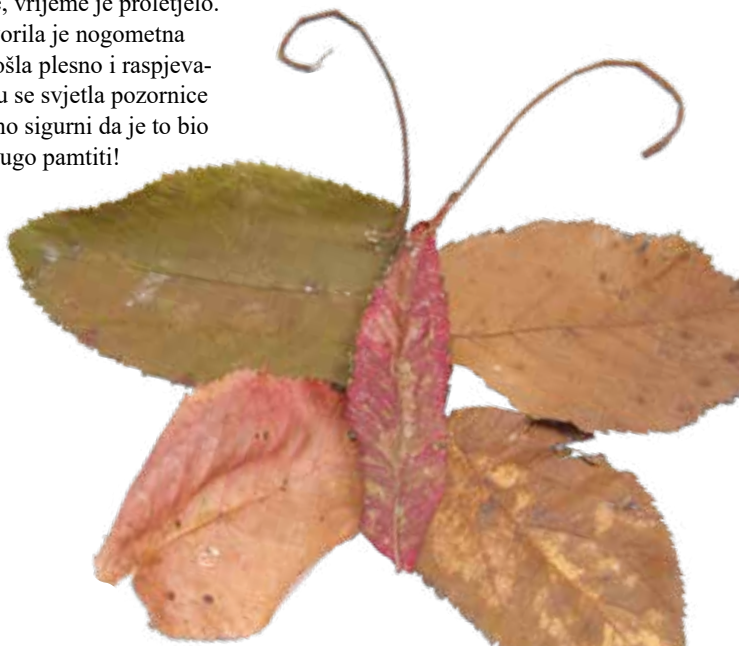 , vrijeme je proletjelo.
orila je nogometna
ošla plesno i raspjeva-
u se svjetla pozornice
no sigurni da je to bio
ugo pamtiti!